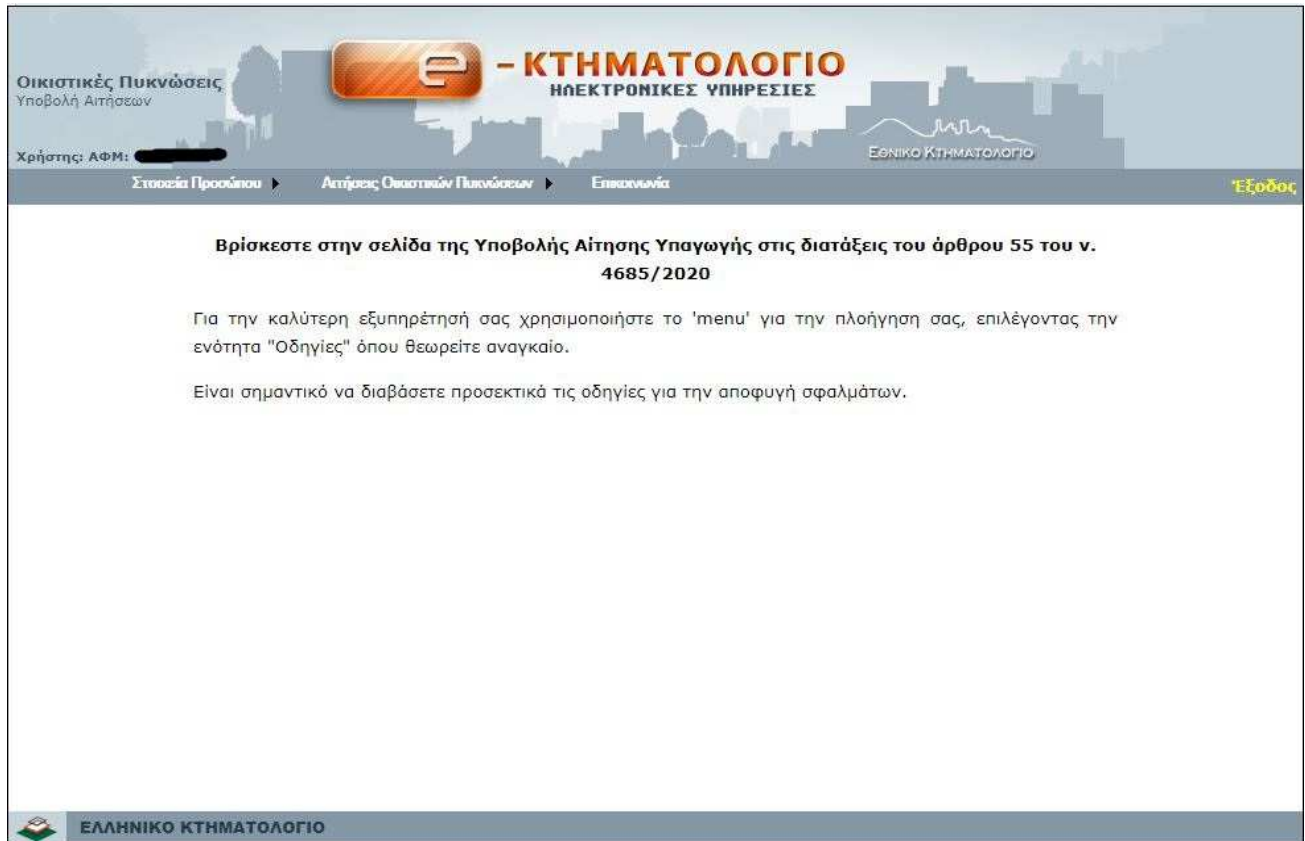 Οικιστικές Πυκνώσεις
Υποβολή Αιτήσεων
Χρήστης: ΑΦΜ:
e - ΚΤΗΜΑΤΟΛΟΓΙΟ
ΗΛΕΚΤΡΟΝΙΚΕΣ ΥΠΗΡΕΣΙΕΣ
ΕΘΝΙΚΟ ΚΤΗΜΑΤΟΛΟΓΙΟ
Στοιχεία Προσώπου Αιτήσεις Οικιστικών Πυκνώσεων Επικοινωνία Έξοδος
Βρίσκεστε στην σελίδα της Υποβολής Αίτησης Υπαγωγής στις διατάξεις του άρθρου 55 του ν.
4685/2020
Για την καλύτερη εξυπηρέτησή σας χρησιμοποιήστε το 'menu' για την πλοήγηση σας, επιλέγοντας την
ενότητα "Οδηγίες" όπου θεωρείτε αναγκαίο.
Είναι σημαντικό να διαβάσετε προσεκτικά τις οδηγίες για την αποφυγή σφαλμάτων.
ΕΛΛΗΝΙΚΟ ΚΤΗΜΑΤΟΛΟΓΙΟ